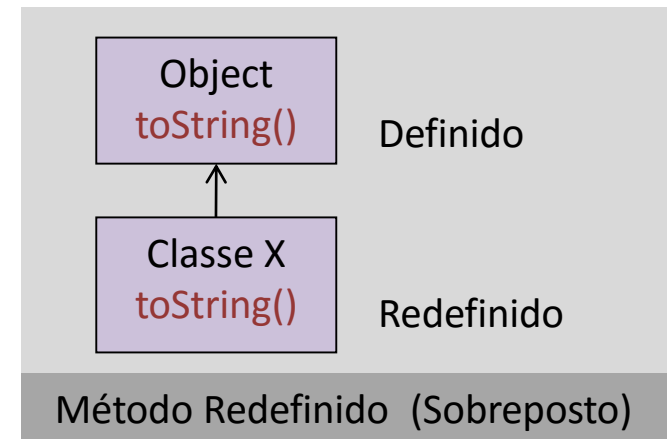 Object
toString()
Definido
Classe X
toString()
Redefinido
Método Redefinido (Sobreposto)